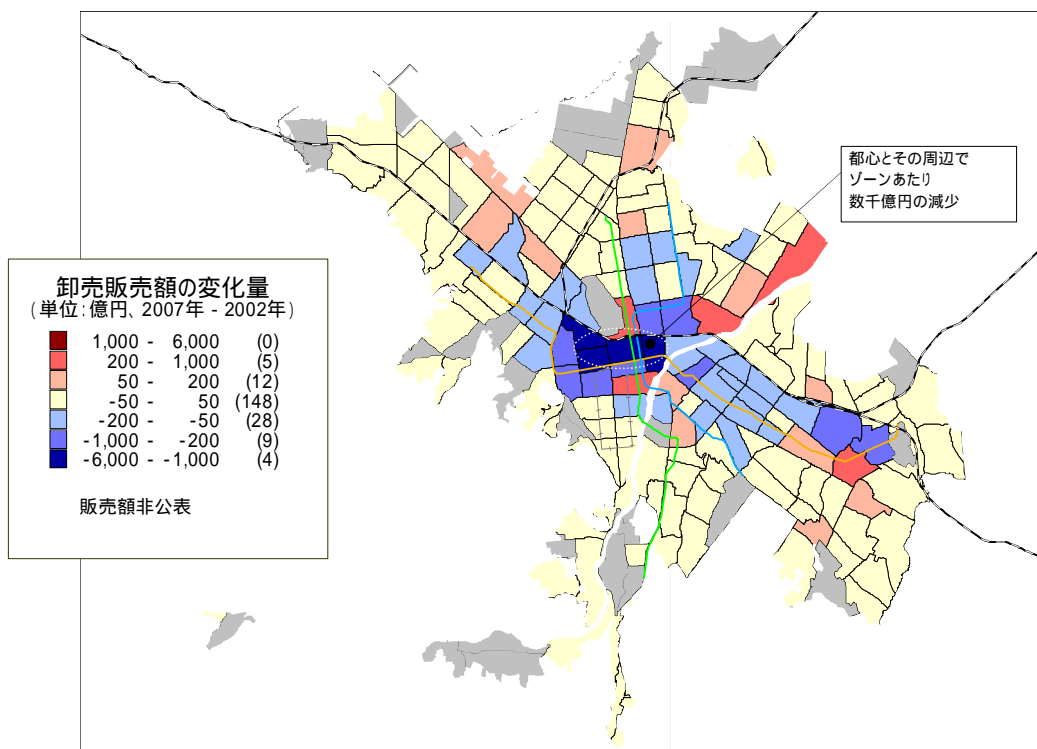 都心とその周辺で
ゾーンあたり
数千億円の減少
卸売販売額の変化量
(単位:億円、2007年 - 2002年)
1,000 - 6,000 (0)
200 - 1,000 (5)
50 - 200 (12)
-50 - 50 (148)
-200 - -50 (28)
-1,000 - -200 (9)
-6,000 - -1,000 (4)
販売額非公表